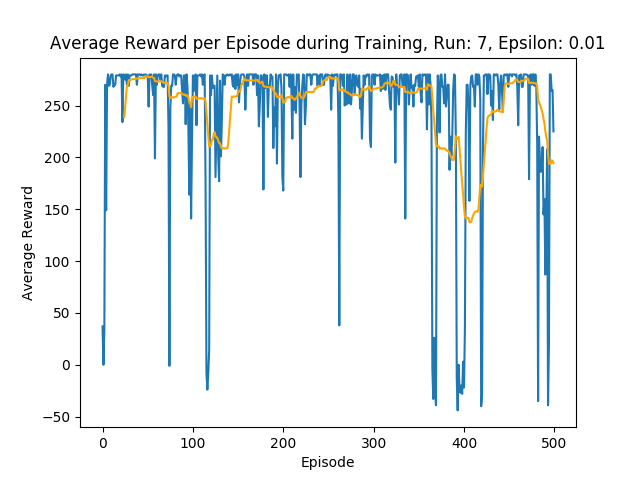 Average Reward per Episode during Training, Run: 7, Epsilon: 0.01
Average Reward
250
200
150
100
50
0
−50
0 100 200 300 400 500
Episode